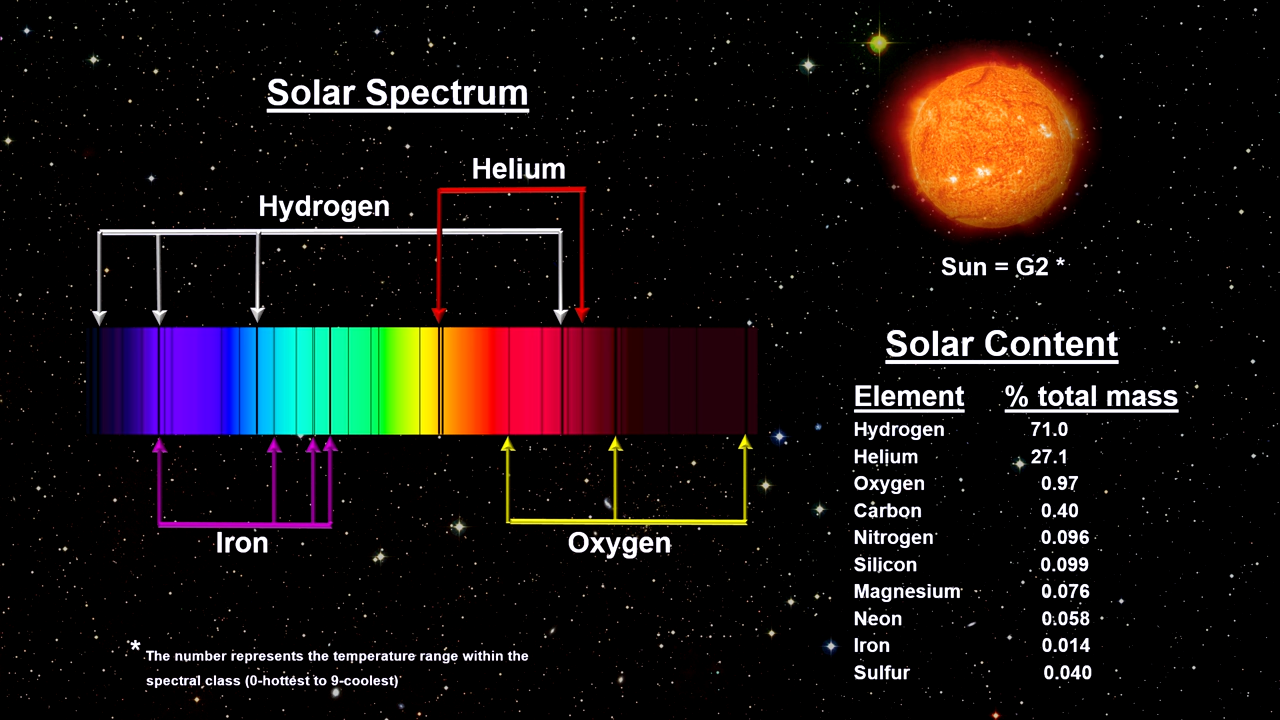 Solar Spectrum
Helium
Hydrogen
Iron
Oxygen
* The number represents the temperature range within the
spectral class (0-hottest to 9-coolest)
Sun = G2 *
Solar Content
Element % total mass
Hydrogen 71.0
Helium 27.1
Oxygen 0.97
Carbon 0.40
Nitrogen 0.096
Silicon 0.099
Magnesium 0.076
Neon 0.058
Iron 0.014
Sulfur 0.040